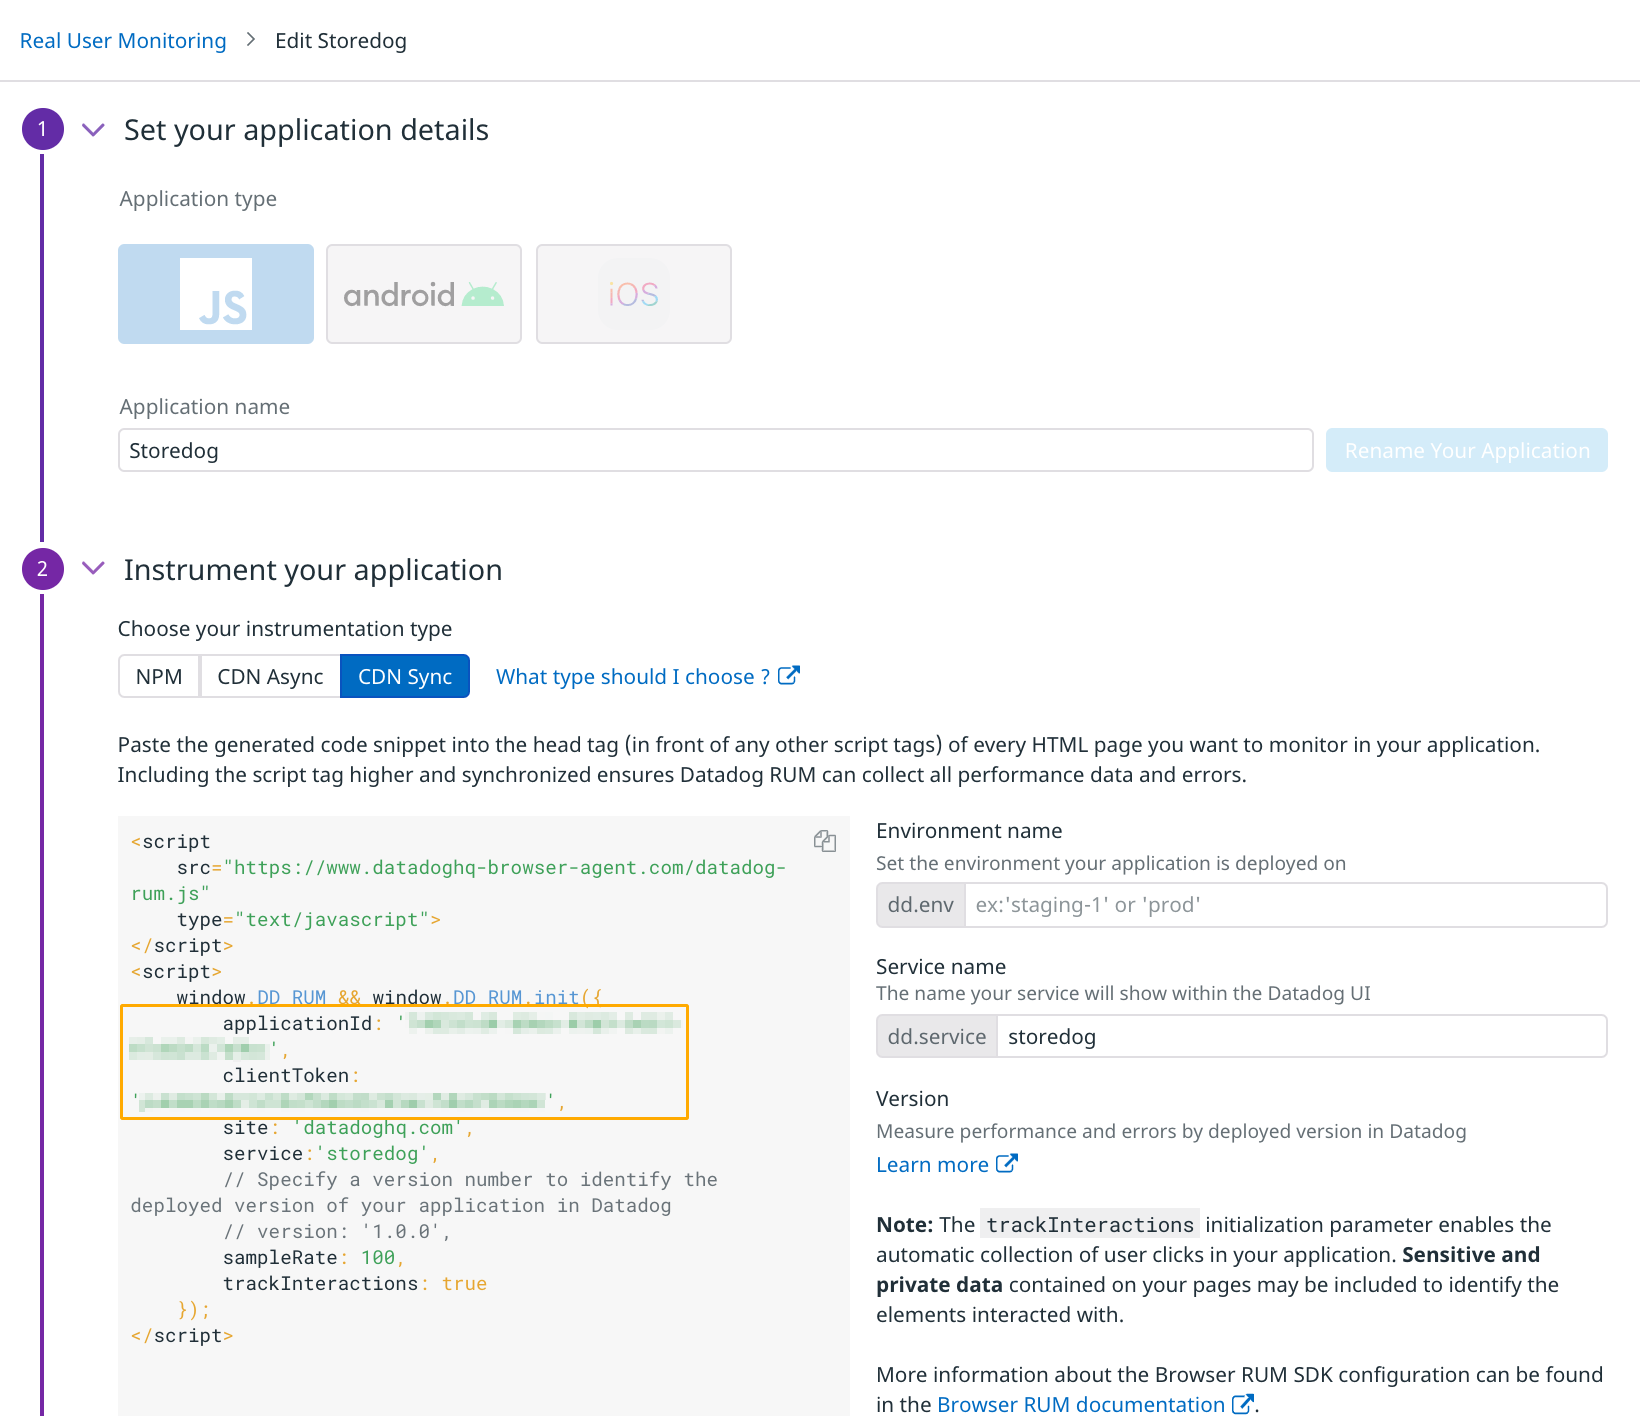 Real User Monitoring > Edit Storedog
1 Set your application details
Application type
JS android iOS
Application name
Storedog Rename Your Application
2 Instrument your application
Choose your instrumentation type
NPM CDN Async CDN Sync What type should I choose ?
Paste the generated code snippet into the head tag (in front of any other script tags) of every HTML page you want to monitor in your application.
Including the script tag higher and synchronized ensures Datadog RUM can collect all performance data and errors.
<script
src="https://www.datadoghq-browser-agent.com/datadog-
rum.js"
type="text/javascript">
</script>
<script>
window.DD_RUM && window.DD_RUM.init({
applicationId: '
',
clientToken:
'',
site: 'datadoghq.com',
service:'storedog',
// Specify a version number to identify the
deployed version of your application in Datadog
// version: '1.0.0',
sampleRate: 100,
trackInteractions: true
});
</script>
Environment name
Set the environment your application is deployed on
dd.env ex:'staging-1' or 'prod'
Service name
The name your service will show within the Datadog UI
dd.service storedog
Version
Measure performance and errors by deployed version in Datadog
Learn more
Note: The trackInteractions initialization parameter enables the
automatic collection of user clicks in your application. Sensitive and
private data contained on your pages may be included to identify the
elements interacted with.
More information about the Browser RUM SDK configuration can be found
in the Browser RUM documentation.